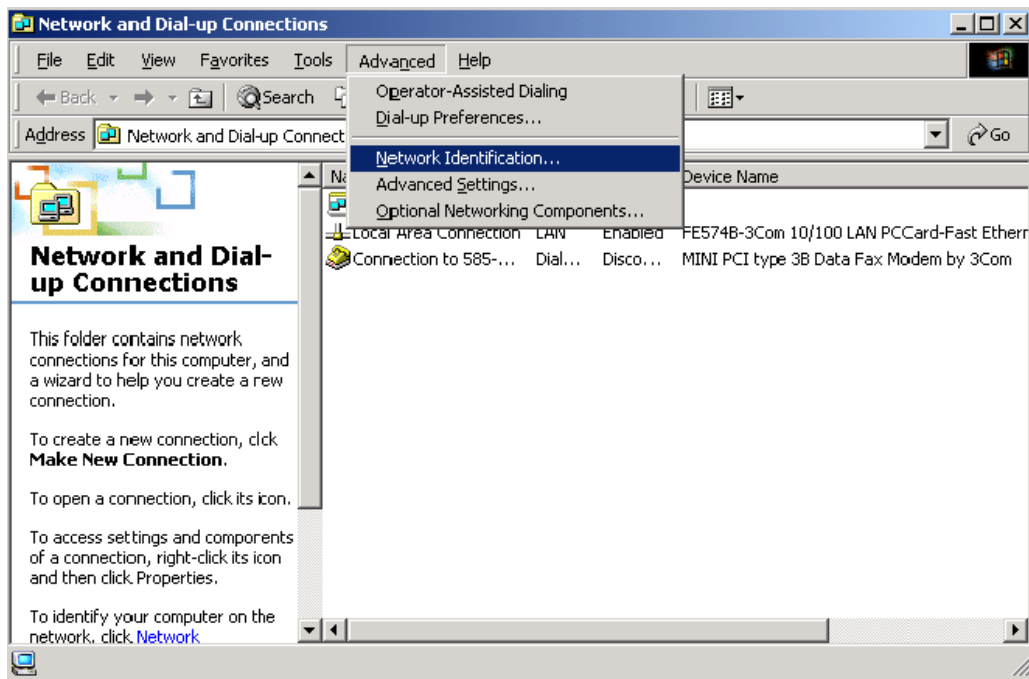 Network and Dial-up Connections
File Edit View Favorites Tools Advanced Help
Back Search
Address Network and Dial-up Connect Go
Operator-Assisted Dialing
Dial-up Preferences...
Network Identification...
Advanced Settings...
Optional Networking Components...
Na Device Name
Local Area Connection LAN Enabled FE574B-3Com 10/100 LAN PCCard-Fast Etherr
Connection to 585-... Dial... Disco... MINI PCI type 3B Data Fax Modem by 3Com
Network and Dial-
up Connections
This folder contains network
connections for this computer, and
a wizard to help you create a new
connection.
To create a new connection, click
Make New Connection.
To open a connection, click its icon.
To access settings and components
of a connection, right-click its icon
and then click Properties.
To identify your computer on the
network, click Network